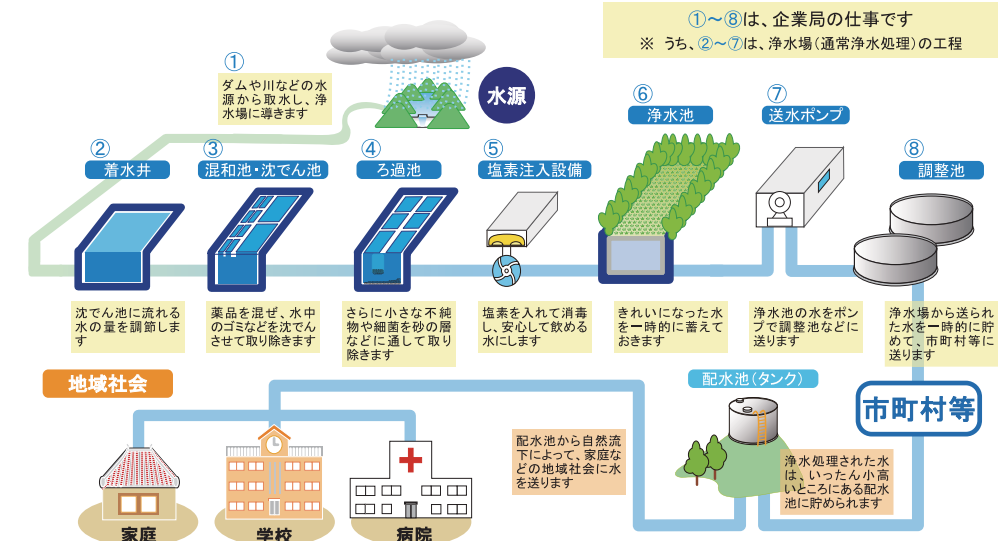 ①～⑧は、企業局の仕事です
※ うち、②～⑦は、浄水場（通常浄水処理）の工程
①
ダムや川などの水
源から取水し、浄
水場に導きます
水源
②
着水井
沈でん池に流れる
水の量を調節しま
す
③
混和池・沈でん池
薬品を混ぜ、水中
のゴミなどを沈でん
させて取り除きます
④
ろ過池
さらに小さな不純
物や細菌を砂の層
などに通して取り
除きます
⑤
塩素注入設備
塩素を入れて消毒
し、安心して飲める
水にします
⑥
浄水池
きれいになった水
を一時的に蓄えて
おきます
⑦
送水ポンプ
浄水池の水をポン
プで調整池などに
送ります
⑧
調整池
浄水場から送られ
た水を一時的に貯
めて、市町村等に
送ります
市町村等
配水池（タンク）
浄水処理された水
は、いったん小高
いところにある配水
池に貯められます
配水池から自然流
下によって、家庭な
どの地域社会に水
を送ります
地域社会
家庭
学校
病院